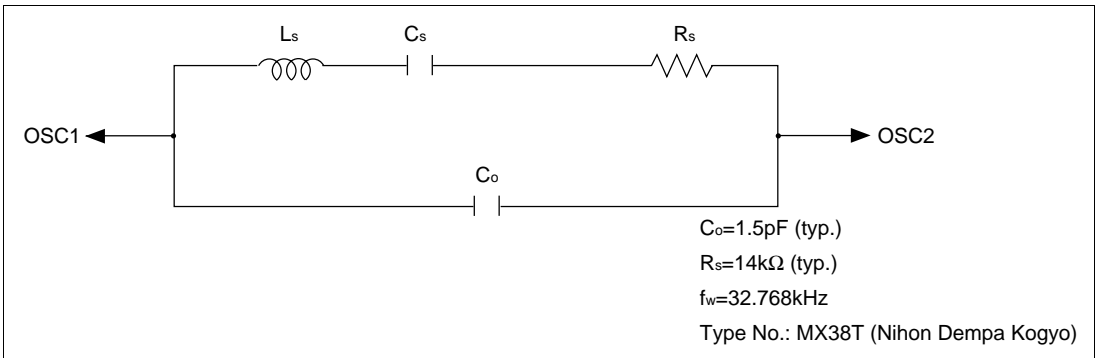 Ls Cs Rs
OSC1 OSC2
Co
Co=1.5pF (typ.)
Rs=14kΩ (typ.)
fw=32.768kHz
Type No.: MX38T (Nihon Dempa Kogyo)